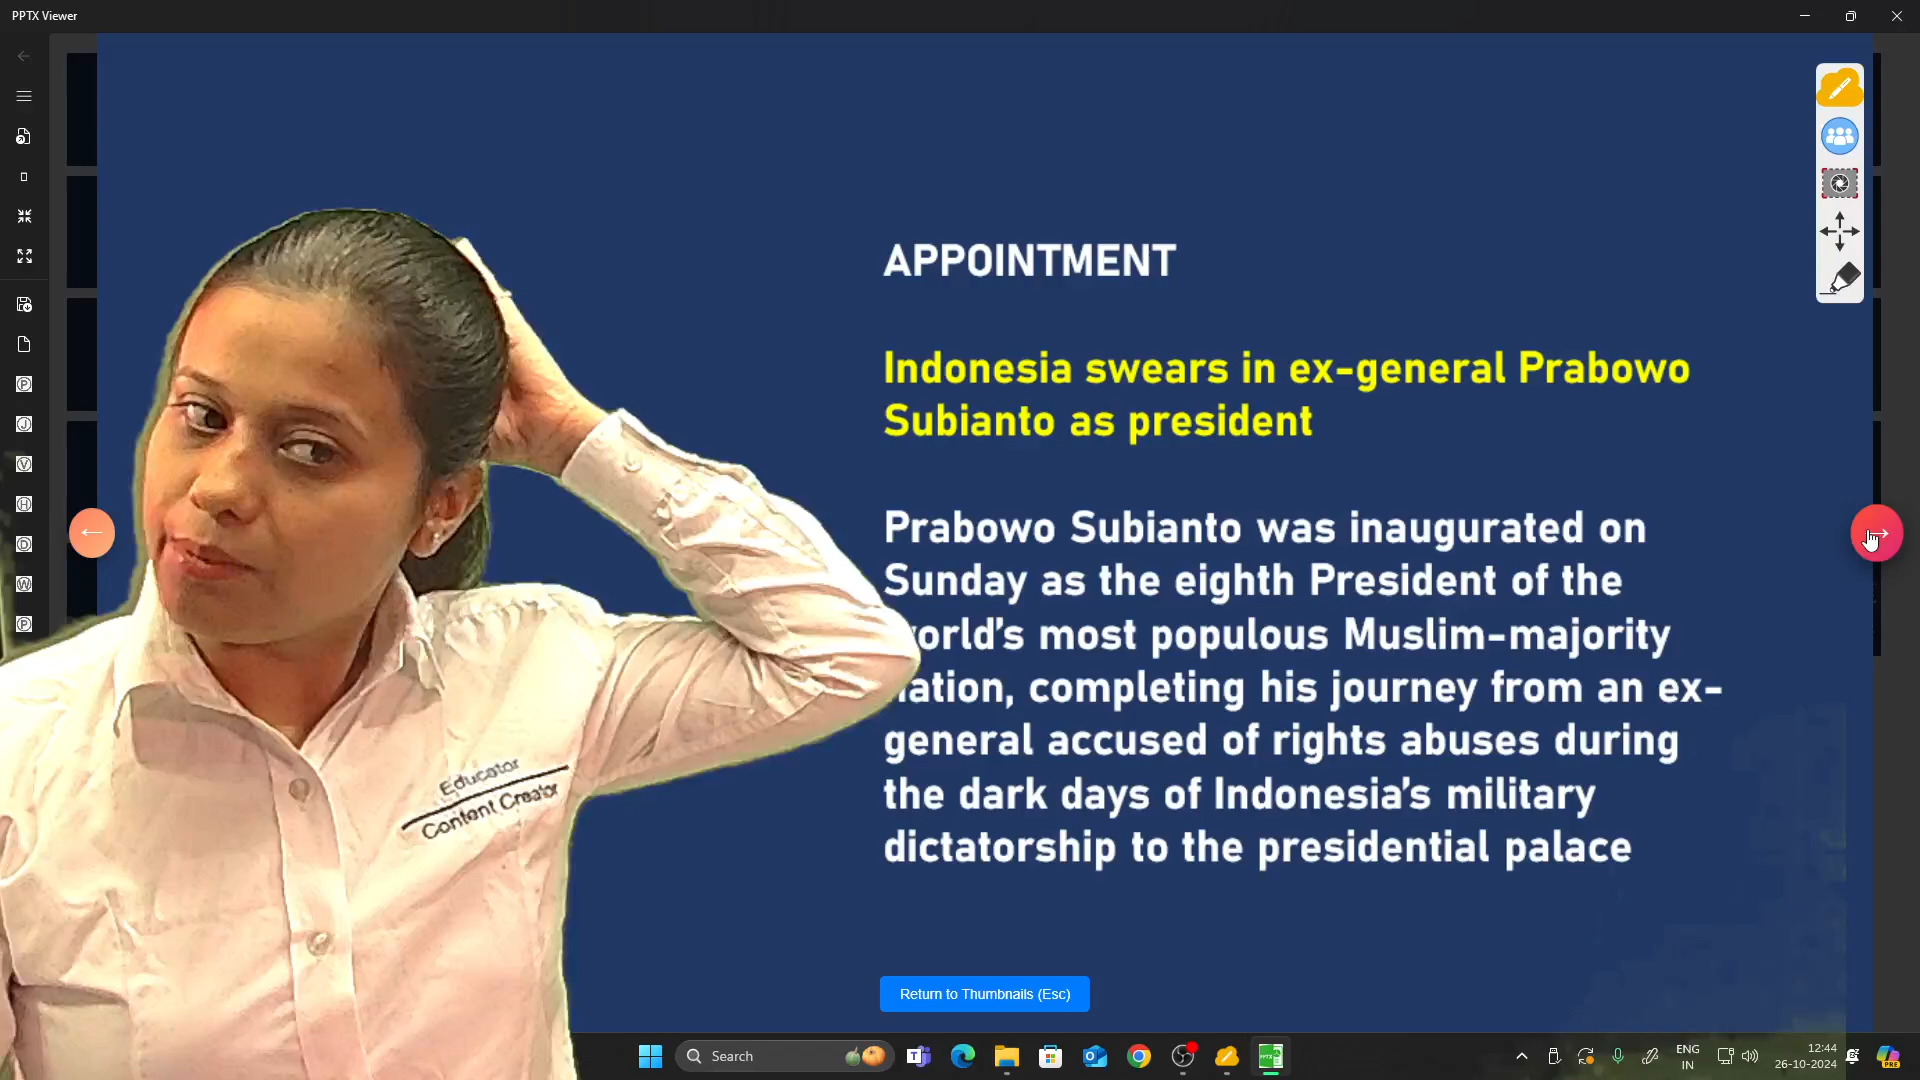 PPTX Viewer
APPOINTMENT
Indonesia swears in ex-general Prabowo
Subianto as president
Prabowo Subianto was inaugurated on
Sunday as the eighth President of the
world's most populous Muslim-majority
nation, completing his journey from an ex-
general accused of rights abuses during
the dark days of Indonesia's military
dictatorship to the presidential palace
Educator
Content Creator
Return to Thumbnails (Esc)
Search
ENG
IN
12:44
26-10-2024